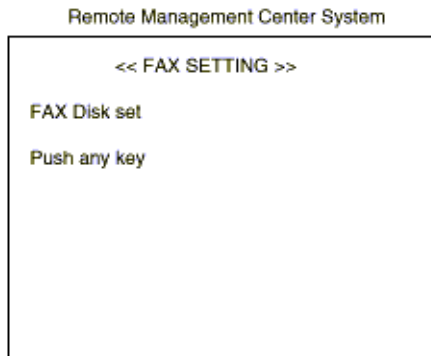 Remote Management Center System
<< FAX SETTING >>
FAX Disk set
Push any key